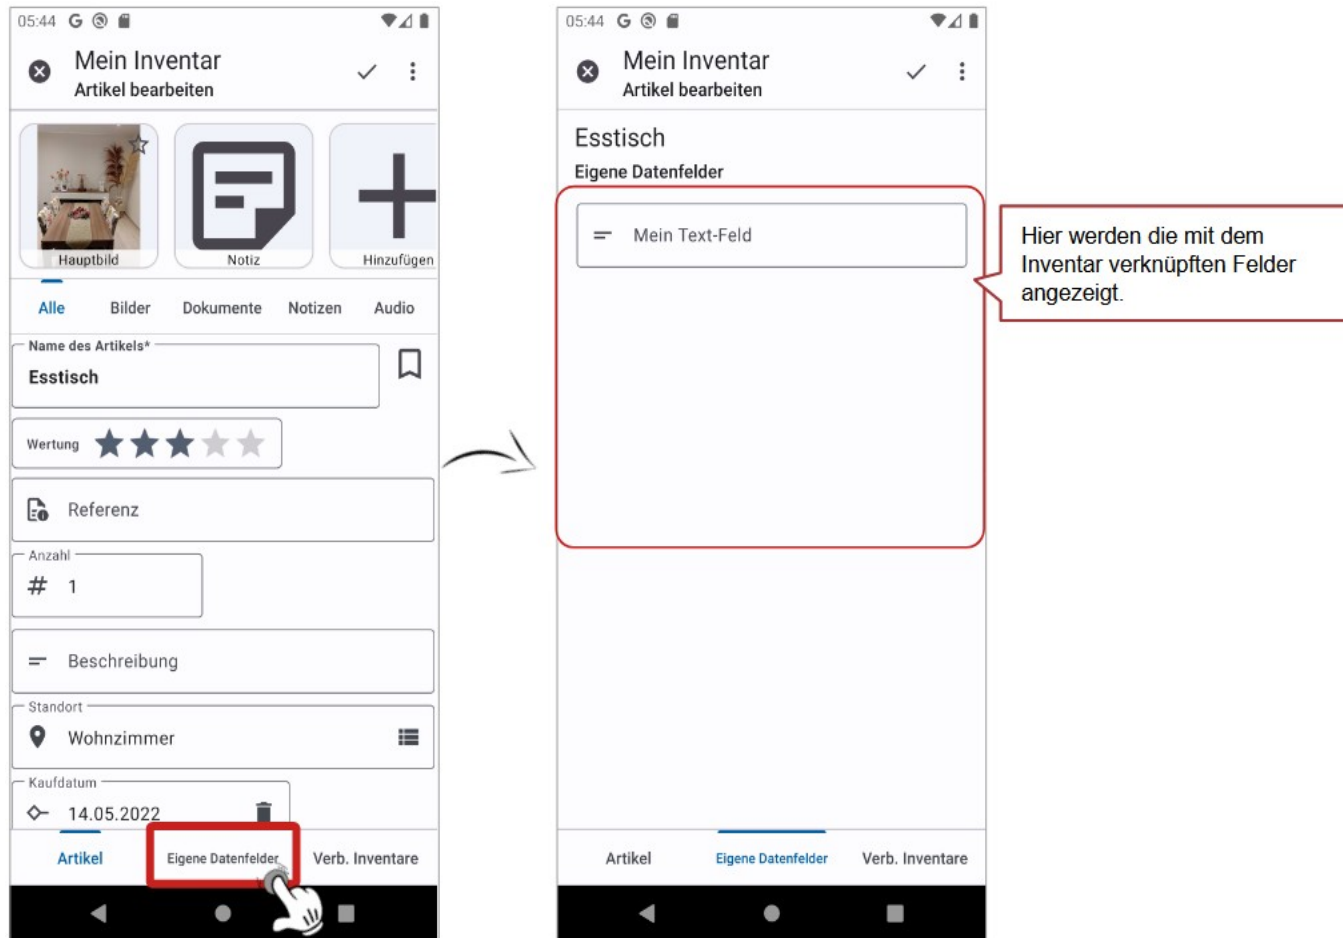 05:44 G
Mein Inventar
Artikel bearbeiten
Hauptbild
Notiz
Hinzufügen
Alle Bilder Dokumente Notizen Audio
Name des Artikels*
Esstisch
Wertung
Referenz
Anzahl
# 1
Beschreibung
Standort
Wohnzimmer
Kaufdatum
14.05.2022
Artikel Eigene Datenfelder Verb. Inventare
05:44 G
Mein Inventar
Artikel bearbeiten
Esstisch
Eigene Datenfelder
Mein Text-Feld
Artikel Eigene Datenfelder Verb. Inventare
Hier werden die mit dem
Inventar verknüpften Felder
angezeigt.